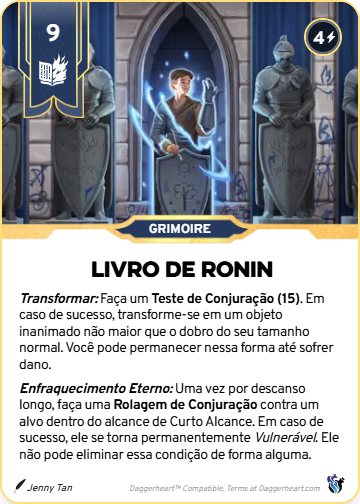 9
4
GRIMOIRE
LIVRO DE RONIN
Transformar: Faça um Teste de Conjuração (15). Em
caso de sucesso, transforme-se em um objeto
inanimado não maior que o dobro do seu tamanho
normal. Você pode permanecer nessa forma até sofrer
dano.
Enfraquecimento Eterno: Uma vez por descanso
longo, faça uma Rolagem de Conjuração contra um
alvo dentro do alcance de Curto Alcance. Em caso de
sucesso, ele se torna permanentemente Vulnerável. Ele
não pode eliminar essa condição de forma alguma.
Jenny Tan
Daggerheart™ Compatible. Terms at Daggerheart.com